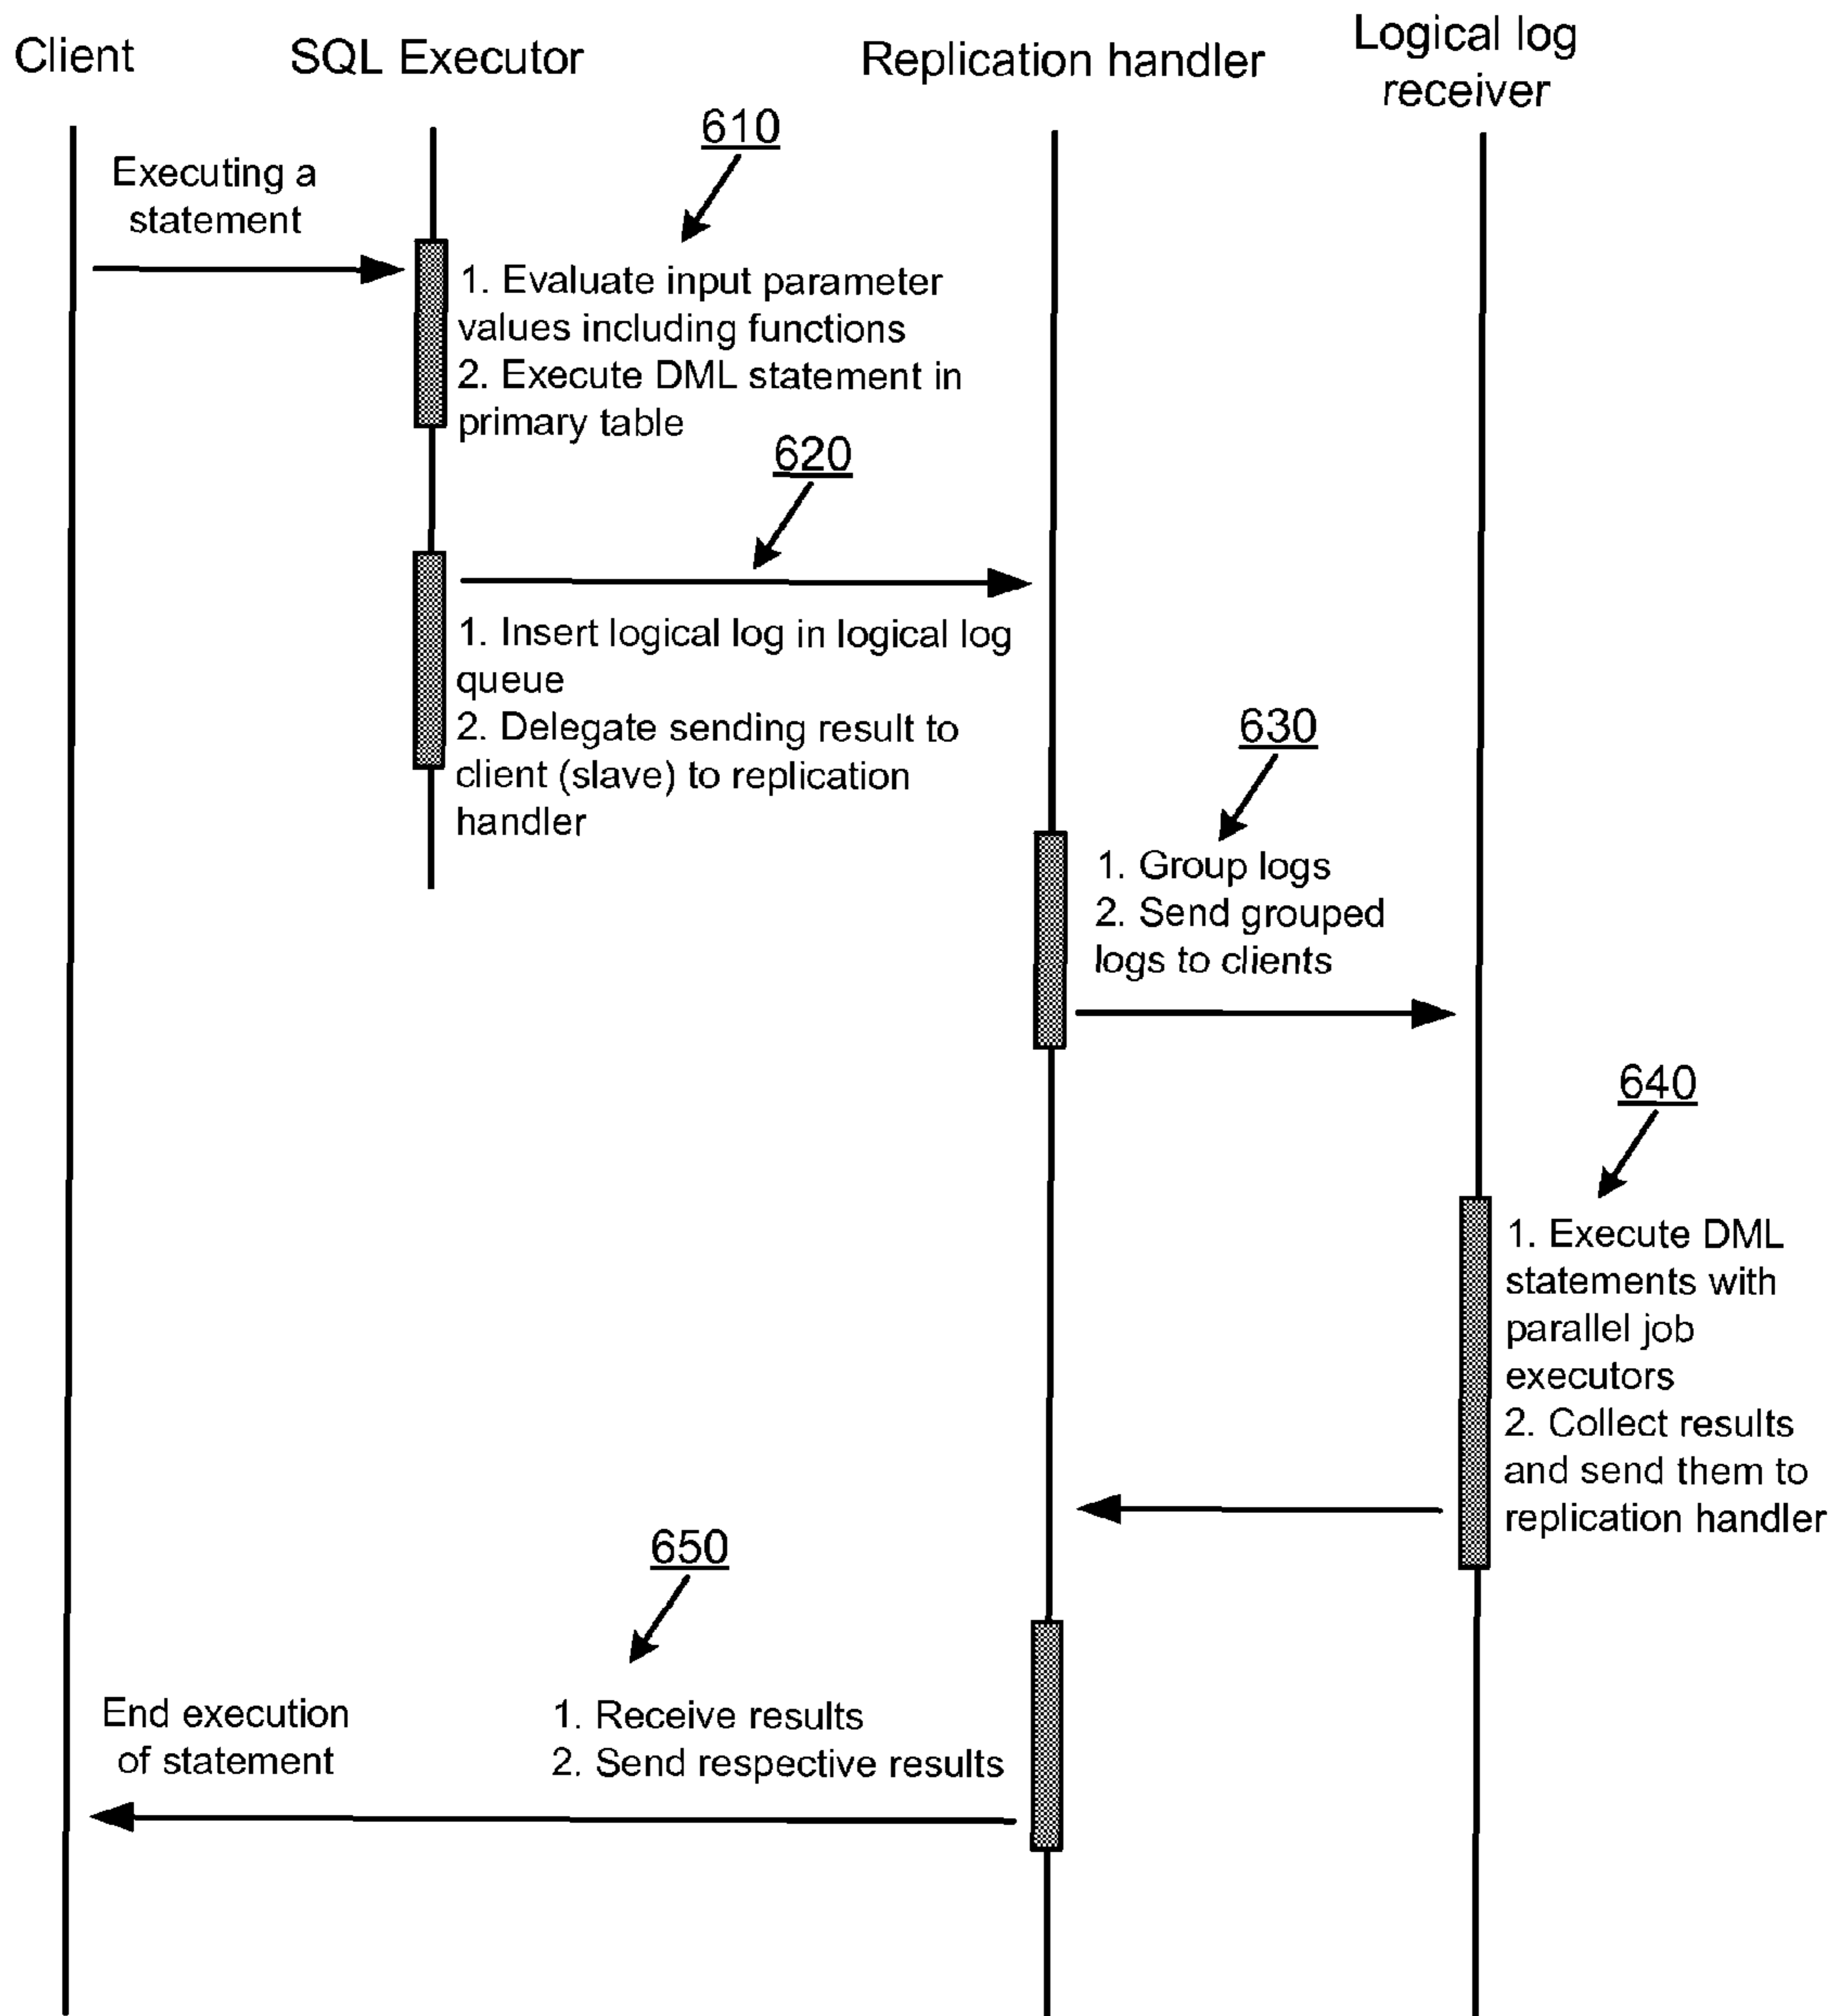 Client
SQL Executor
Replication handler
Logical log
receiver
610
Executing a
statement
1. Evaluate input parameter
values including functions
2. Execute DML statement in
primary table
620
1. Insert logical log in logical log
queue
2. Delegate sending result to
client (slave) to replication
handler
630
1. Group logs
2. Send grouped
logs to clients
640
1. Execute DML
statements with
parallel job
executors
2. Collect results
and send them to
replication handler
650
End execution
of statement
1. Receive results
2. Send respective results